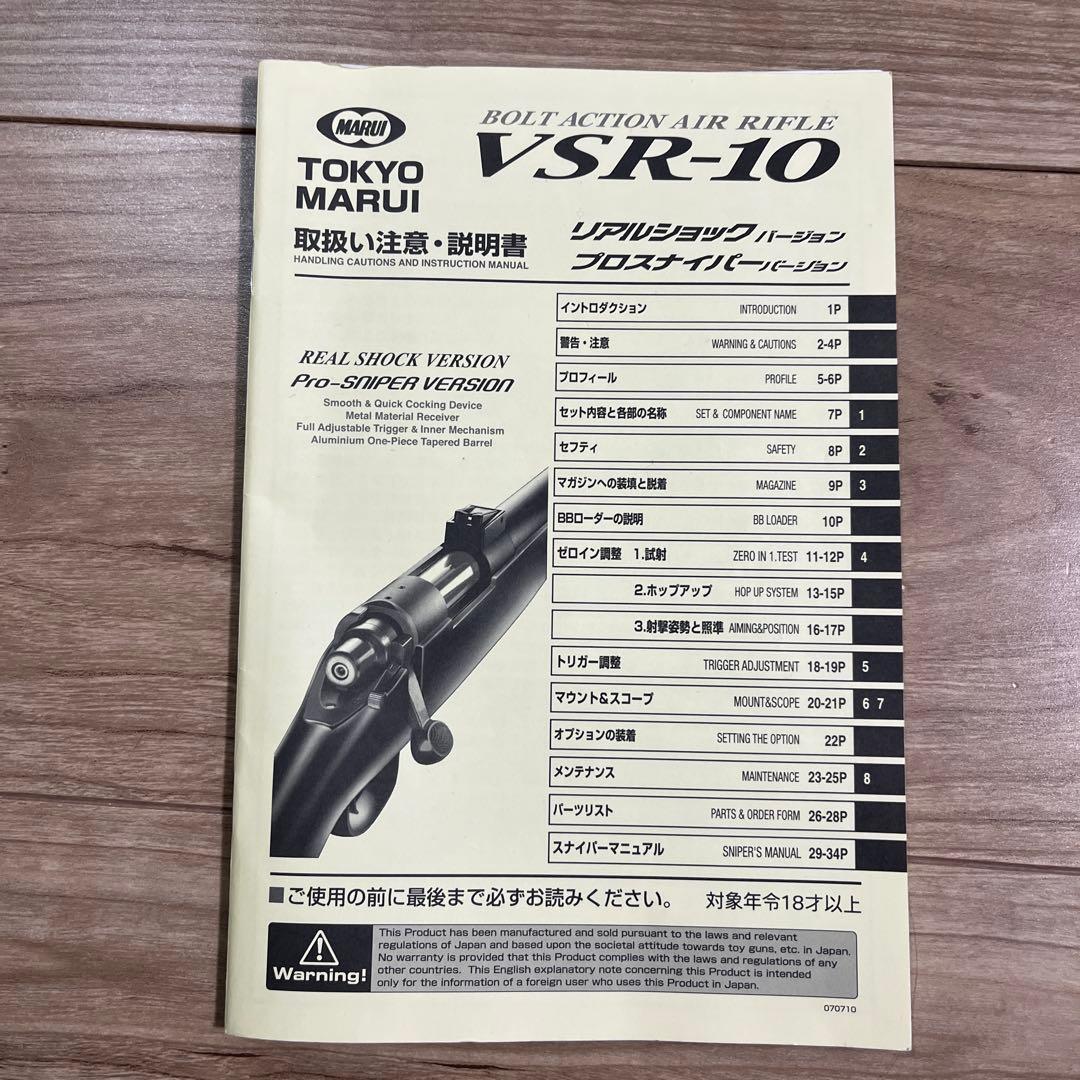 MARUI
TOKYO
MARUI
BOLT ACTION AIR RIFLE
VSR-10
取扱い注意・説明書
HANDLING CAUTIONS AND INSTRUCTION MANUAL
リアルショック バージョン
プロスナイパー バージョン
REAL SHOCK VERSION
Pro-SNIPER VERSION
Smooth & Quick Cocking Device
Metal Material Receiver
Full Adjustable Trigger & Inner Mechanism
Aluminium One-Piece Tapered Barrel
イントロダクション INTRODUCTION 1P
警告・注意 WARNING & CAUTIONS 2-4P
プロフィール PROFILE 5-6P
セット内容と各部の名称 SET & COMPONENT NAME 7P 1
セフティ SAFETY 8P 2
マガジンへの装填と脱着 MAGAZINE 9P 3
BBローダーの説明 BB LOADER 10P
ゼロイン調整 1.試射 ZERO IN 1.TEST 11-12P 4
2.ホップアップ HOP UP SYSTEM 13-15P
3.射撃姿勢と照準 AIMING&POSITION 16-17P
トリガー調整 TRIGGER ADJUSTMENT 18-19P 5
マウント&スコープ MOUNT&SCOPE 20-21P 6 7
オプションの装着 SETTING THE OPTION 22P
メンテナンス MAINTENANCE 23-25P 8
パーツリスト PARTS & ORDER FORM 26-28P
スナイパーマニュアル SNIPER'S MANUAL 29-34P
■ご使用の前に最後まで必ずお読みください。 対象年令18才以上
Warning!
This Product has been manufactured and sold pursuant to the laws and relevant
regulations of Japan and based upon the societal attitude towards toy guns, etc. in Japan.
No warranty is provided that this Product complies with the laws and regulations of any
other countries. This English explanatory note concerning this Product is intended
only for the information of a foreign user who uses this Product in Japan.
070710